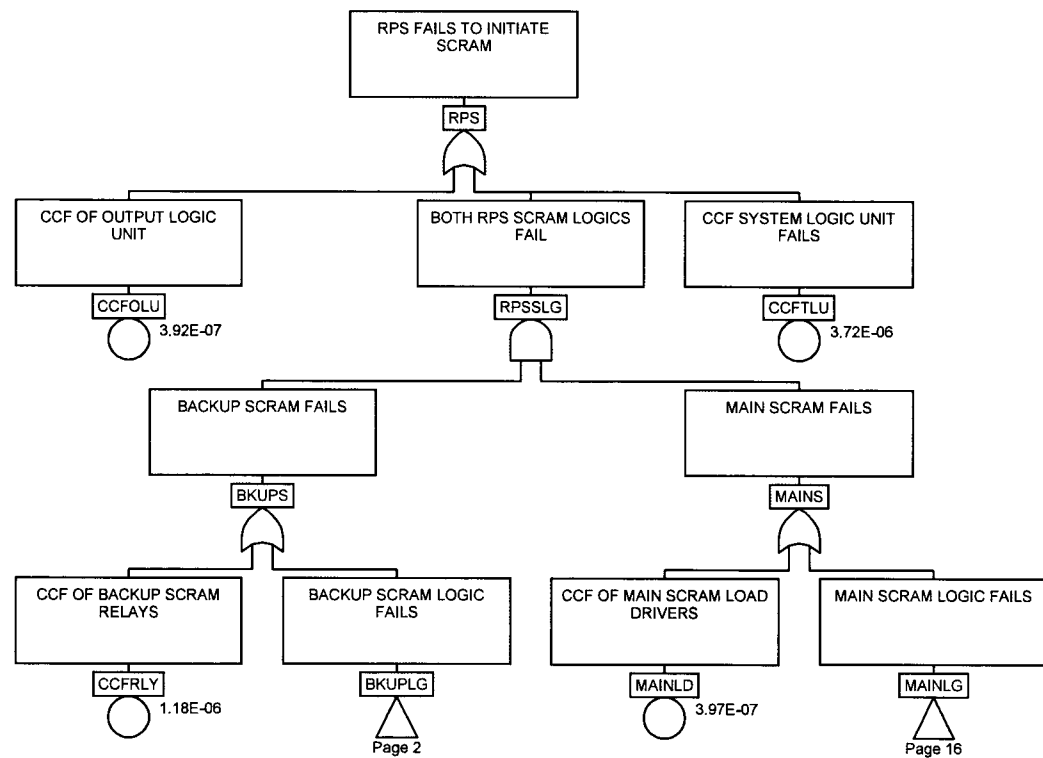 RPS FAILS TO INITIATE
SCRAM
RPS
CCF OF OUTPUT LOGIC
UNIT
BOTH RPS SCRAM LOGICS
FAIL
CCF SYSTEM LOGIC UNIT
FAILS
CCFOLU
3.92E-07
RPSSLG
CCFTLU
3.72E-06
BACKUP SCRAM FAILS
MAIN SCRAM FAILS
BKUPS
MAINS
CCF OF BACKUP SCRAM
RELAYS
BACKUP SCRAM LOGIC
FAILS
CCF OF MAIN SCRAM LOAD
DRIVERS
MAIN SCRAM LOGIC FAILS
CCFRLY
1.18E-06
BKUPLG
Page 2
MAINLD
3.97E-07
MAINLG
Page 16